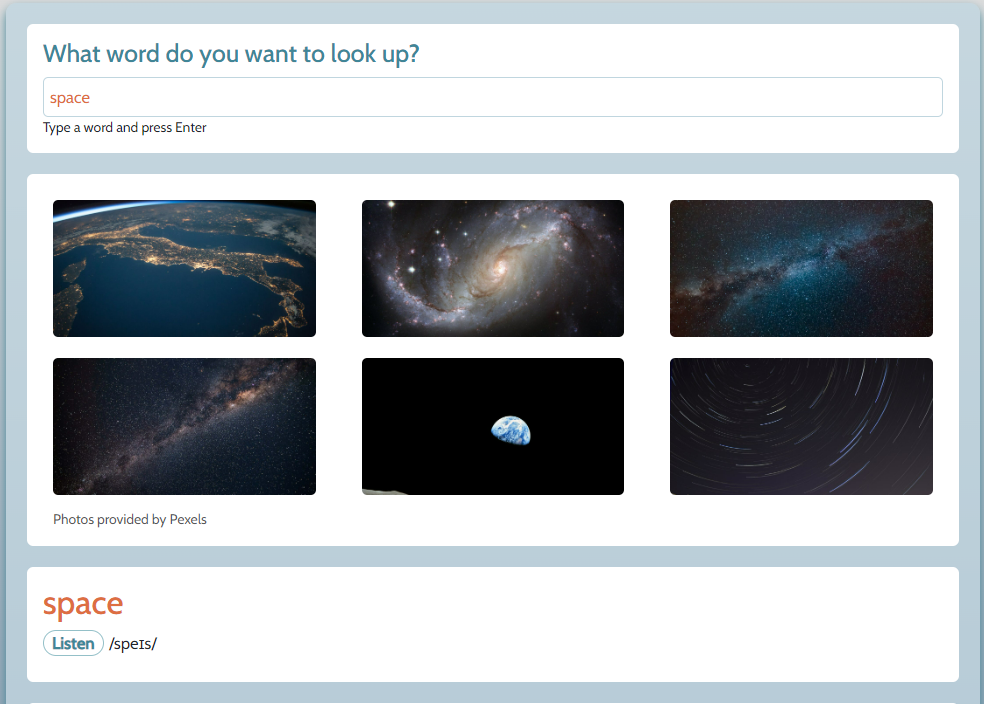 What word do you want to look up?
space
Type a word and press Enter
Photos provided by Pexels
space
Listen /speɪs/